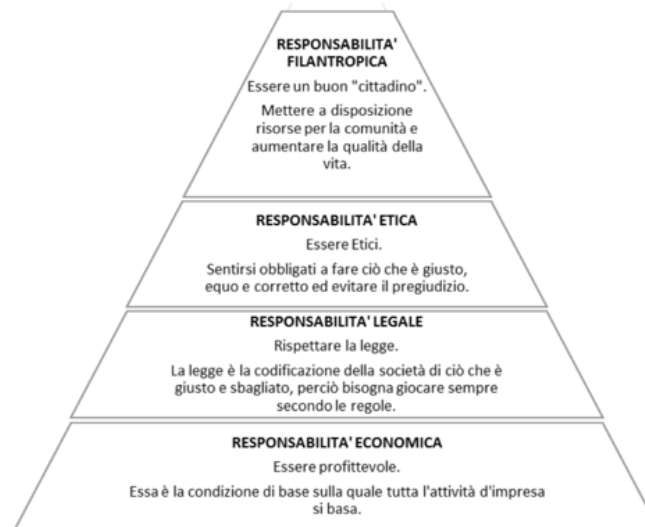 RESPONSABILITA'
FILANTROPICA
Essere un buon "cittadino".
Mettere a disposizione
risorse per la comunità e
aumentare la qualità della
vita.
RESPONSABILITA' ETICA
Essere Etici.
Sentirsi obbligati a fare ciò che è giusto,
equo e corretto ed evitare il pregiudizio.
RESPONSABILITA' LEGALE
Rispettare la legge.
La legge è la codificazione della società di ciò che è
giusto e sbagliato, perciò bisogna giocare sempre
secondo le regole.
RESPONSABILITA' ECONOMICA
Essere profittevole.
Essa è la condizione di base sulla quale tutta l'attività d'impresa
si basa.